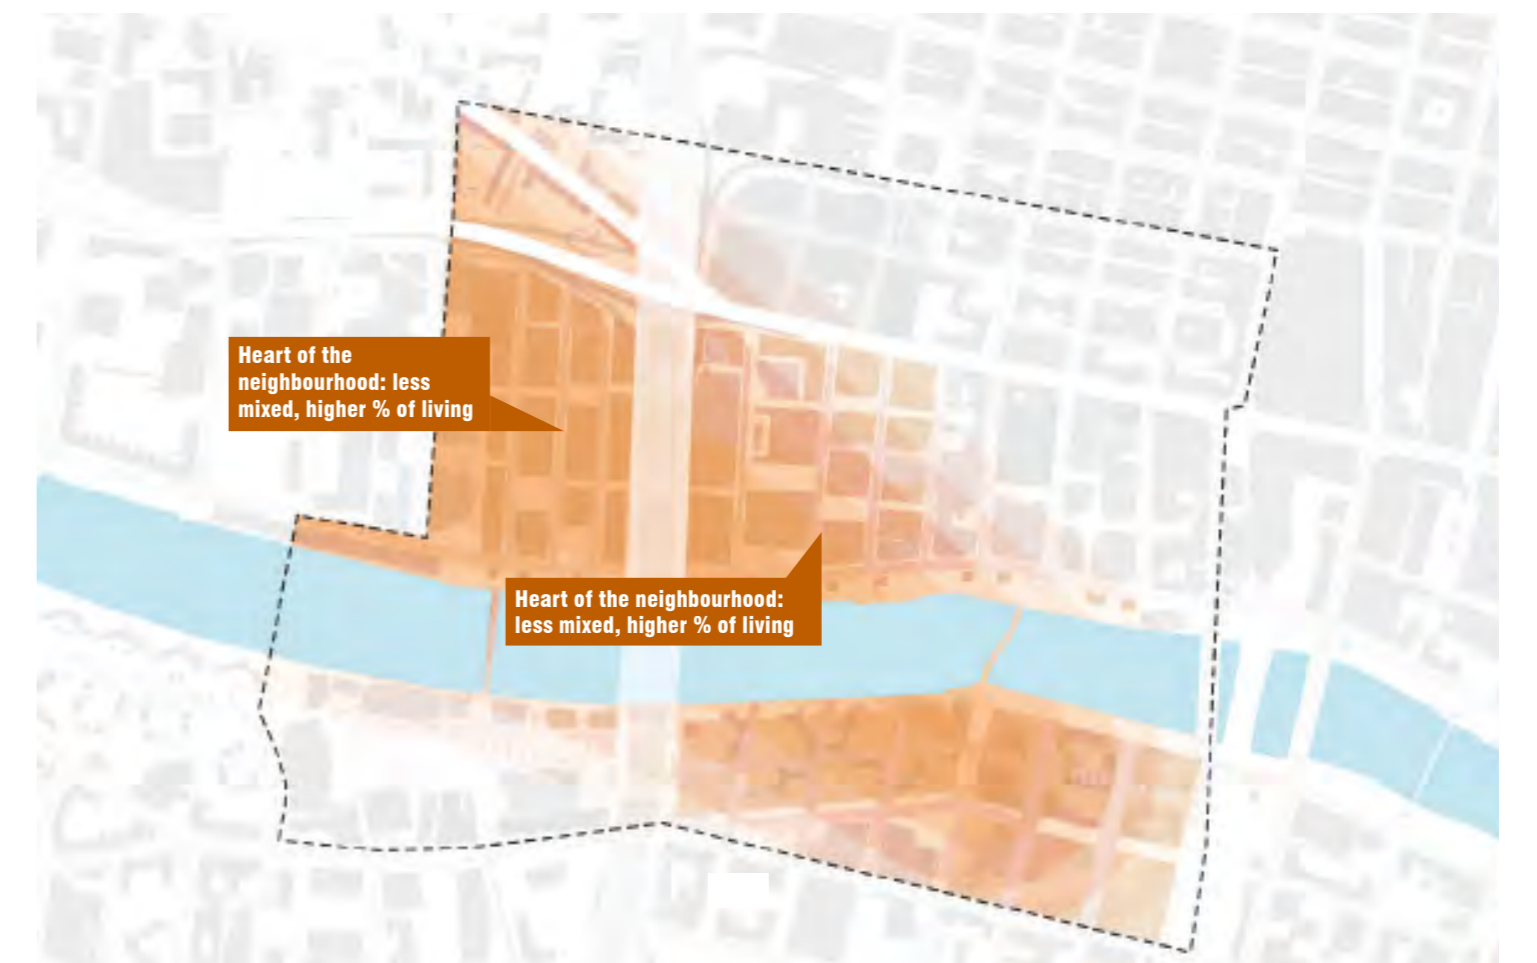 Heart of the
neighbourhood: less
mixed, higher % of living
Heart of the neighbourhood:
less mixed, higher % of living